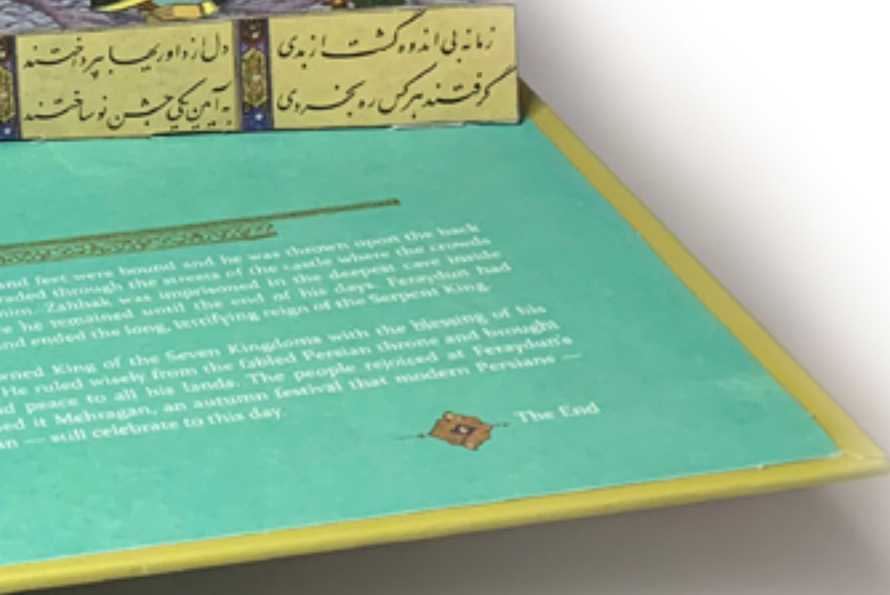 زمانه بی اندوه گشت از بدی
دل از داوریها بپرداختند
گرفتند هر کس ره بخردی
به آیین یکی جشن نو ساختند
and feet were bound and he was thrown upon the back
raded through the streets of the castle where the crowds
him. Zahhak was imprisoned in the deepest cave inside
re he remained until the end of his days. Feraydun had
and ended the long, terrifying reign of the Serpent King.
wned King of the Seven Kingdoms with the blessing of his
He ruled wisely from the fabled Persian throne and brought
nd peace to all his lands. The people rejoiced at Feraydun's
ed it Mehragan, an autumn festival that modern Persians —
an — still celebrate to this day.
The End